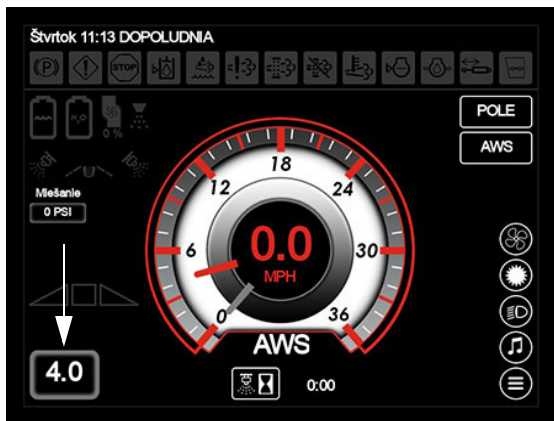 Štvrtok 11:13 DOPOLUDNIA
(P) STOP
H₂O
0 %
POLE
AWS
Miešanie
0 PSI
0
6
12
18
24
30
36
0.0
MPH
AWS
4.0
0:00